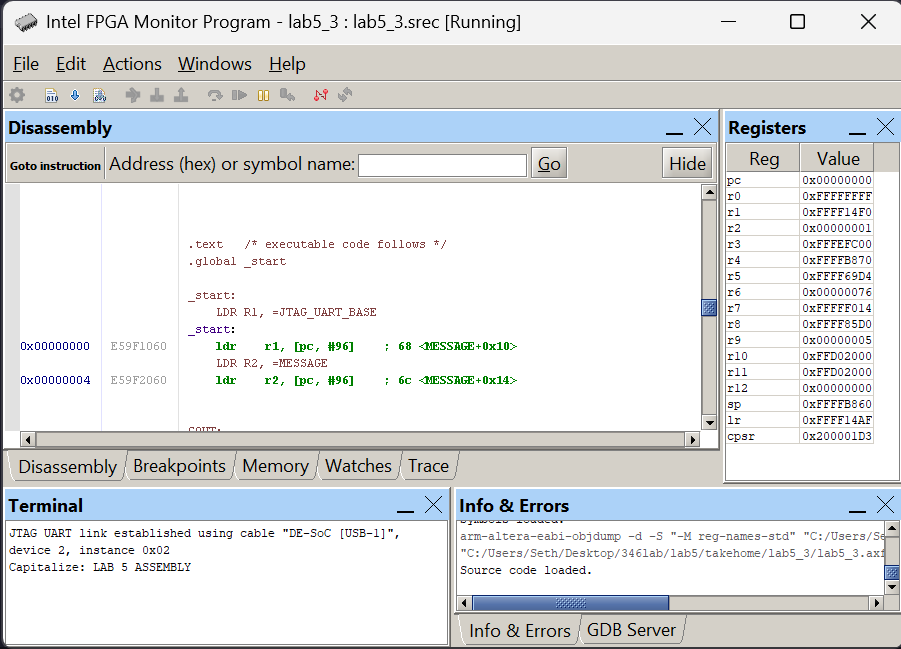 Intel FPGA Monitor Program - lab5_3 : lab5_3.srec [Running]
File Edit Actions Windows Help
Disassembly
Goto instruction Address (hex) or symbol name: Go Hide
.text /* executable code follows */
.global _start
_start:
LDR R1, =JTAG_UART_BASE
_start:
0x00000000 E59F1060 ldr r1, [pc, #96] ; 68 <MESSAGE+0x10>
LDR R2, =MESSAGE
0x00000004 E59F2060 ldr r2, [pc, #96] ; 6c <MESSAGE+0x14>
COUT:
Disassembly Breakpoints Memory Watches Trace
Registers
Reg Value
pc 0x00000000
r0 0xFFFFFFFF
r1 0xFFFF14F0
r2 0x00000001
r3 0xFFFEFC00
r4 0xFFFFB870
r5 0xFFFF69D4
r6 0x00000076
r7 0xFFFFF014
r8 0xFFFF85D0
r9 0x00000005
r10 0xFFD02000
r11 0xFFD02000
r12 0x00000000
sp 0xFFFFB860
lr 0xFFFF14AF
cpsr 0x200001D3
Terminal
JTAG UART link established using cable "DE-SoC [USB-1]",
device 2, instance 0x02
Capitalize: LAB 5 ASSEMBLY
Info & Errors
Symbols loaded.
arm-altera-eabi-objdump -d -S "-M reg-names-std" "C:/Users/Se
"C:/Users/Seth/Desktop/346lab/lab5/takehome/lab5_3/lab5_3.axf
Source code loaded.
Info & Errors GDB Server